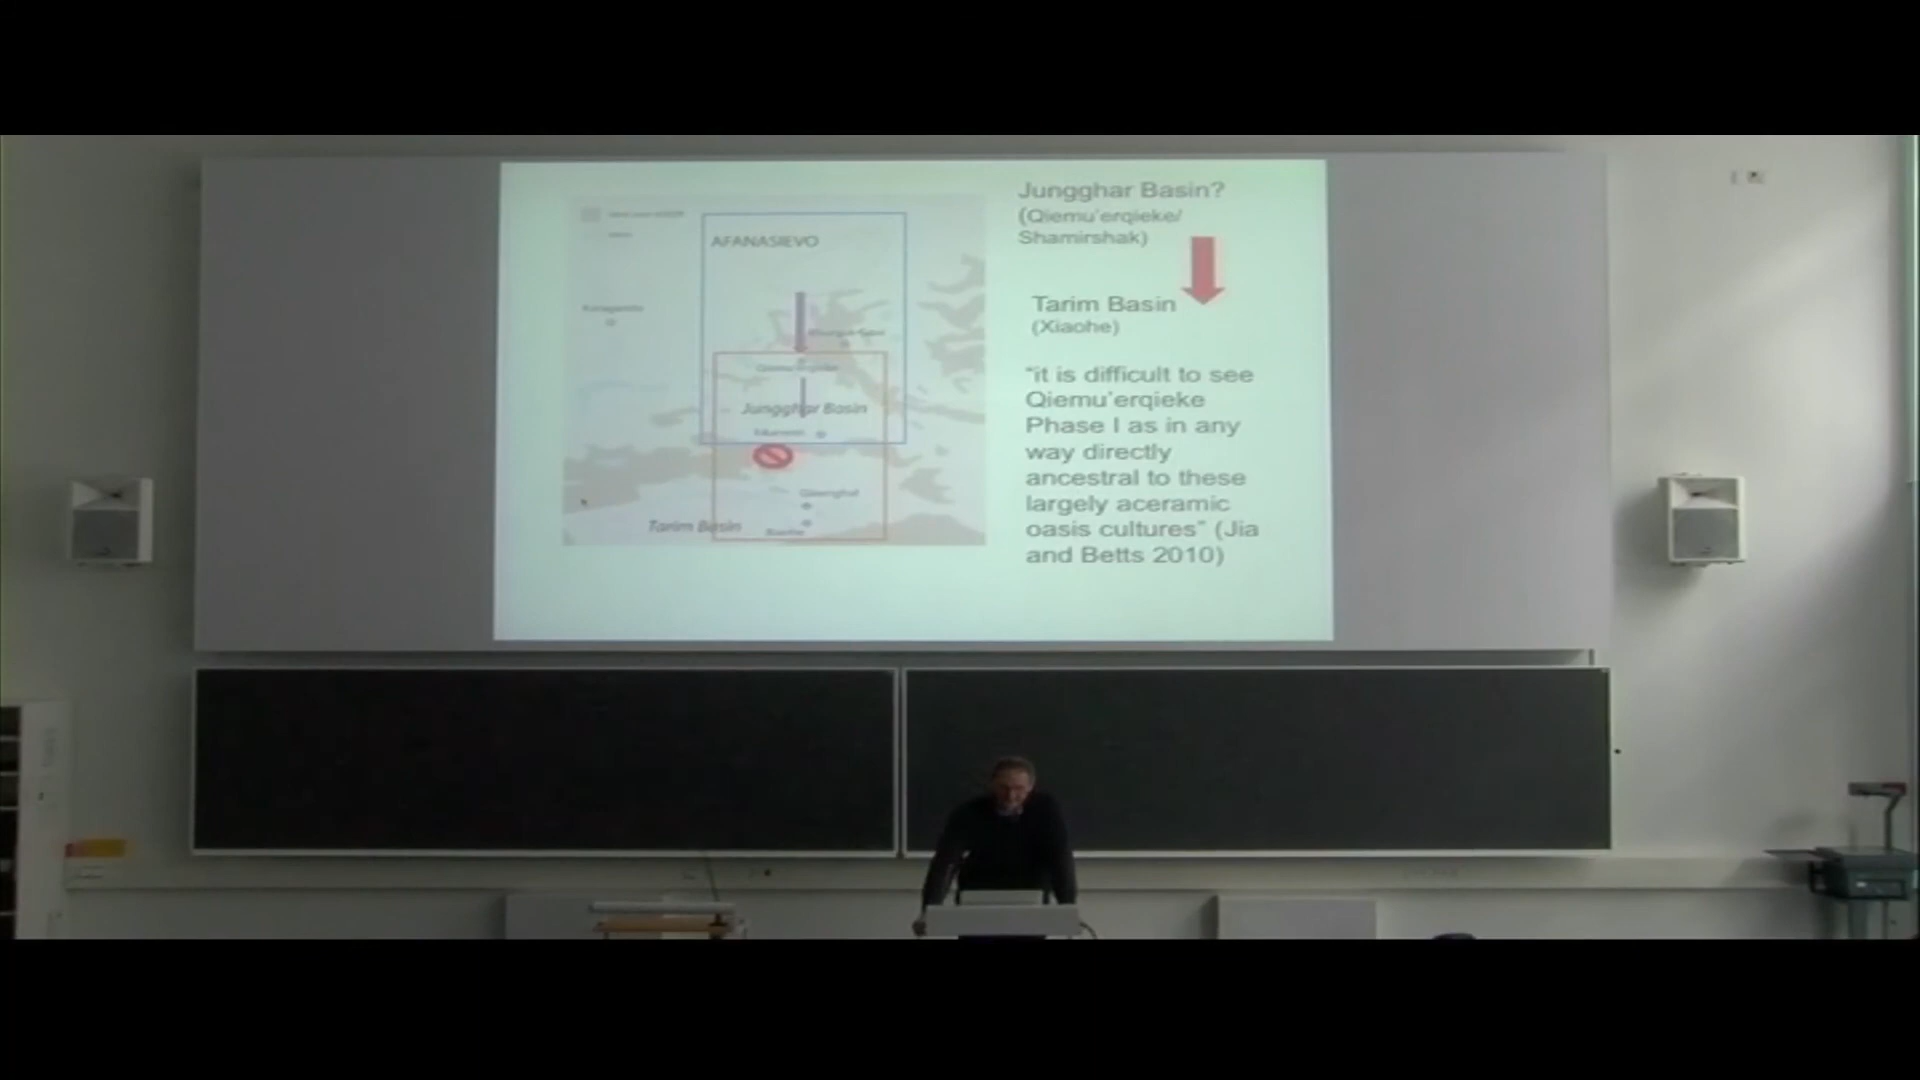 AFANASIEVO
Jungghar Basin
Tarim Basin
Jungghar Basin?
(Qiemu'erqieke/
Shamirshak)
Tarim Basin
(Xiaohe)
"it is difficult to see
Qiemu'erqieke
Phase I as in any
way directly
ancestral to these
largely aceramic
oasis cultures" (Jia
and Betts 2010)